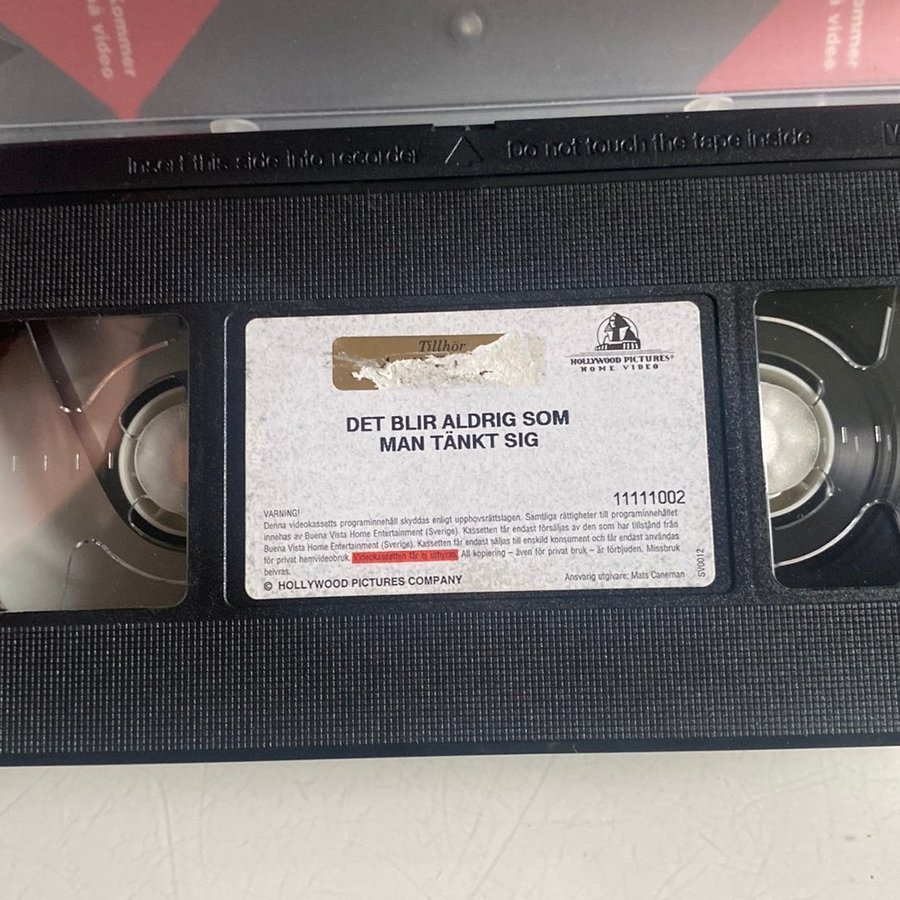 ommer
video
ommer
å video
Insert this side into recorder
Do not touch the tape inside
Tillhör
HOLLYWOOD PICTURES®
HOME VIDEO
DET BLIR ALDRIG SOM
MAN TÄNKT SIG
11111002
VARNING!
Denna videokassetts programinnehåll skyddas enligt upphovsrättslagen. Samtliga rättigheter till programinnehållet
innehas av Buena Vista Home Entertainment (Sverige). Kassetten får endast försäljas av den som har tillstånd från
Buena Vista Home Entertainment (Sverige). Kassetten får endast säljas till enskild konsument och får endast användas
för privat hemvideobruk. Videokassetten får ej uthyras. All kopiering – även för privat bruk – är förbjuden. Missbruk
beivras.
© HOLLYWOOD PICTURES COMPANY
Ansvarig utgivare: Mats Caneman
SV0012